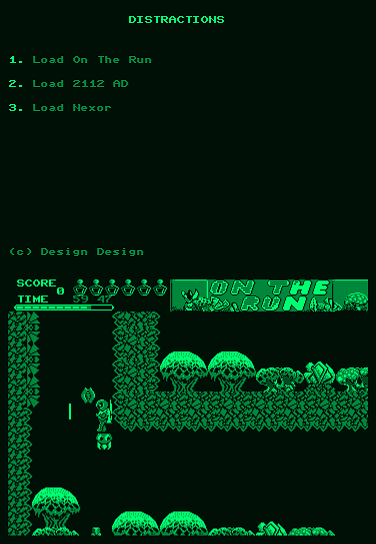 DISTRACTIONS
1. Load On The Run
2. Load 2112 AD
3. Load Nexor
(c) Design Design
SCORE 0
ON THE
RUN
TIME 59 47